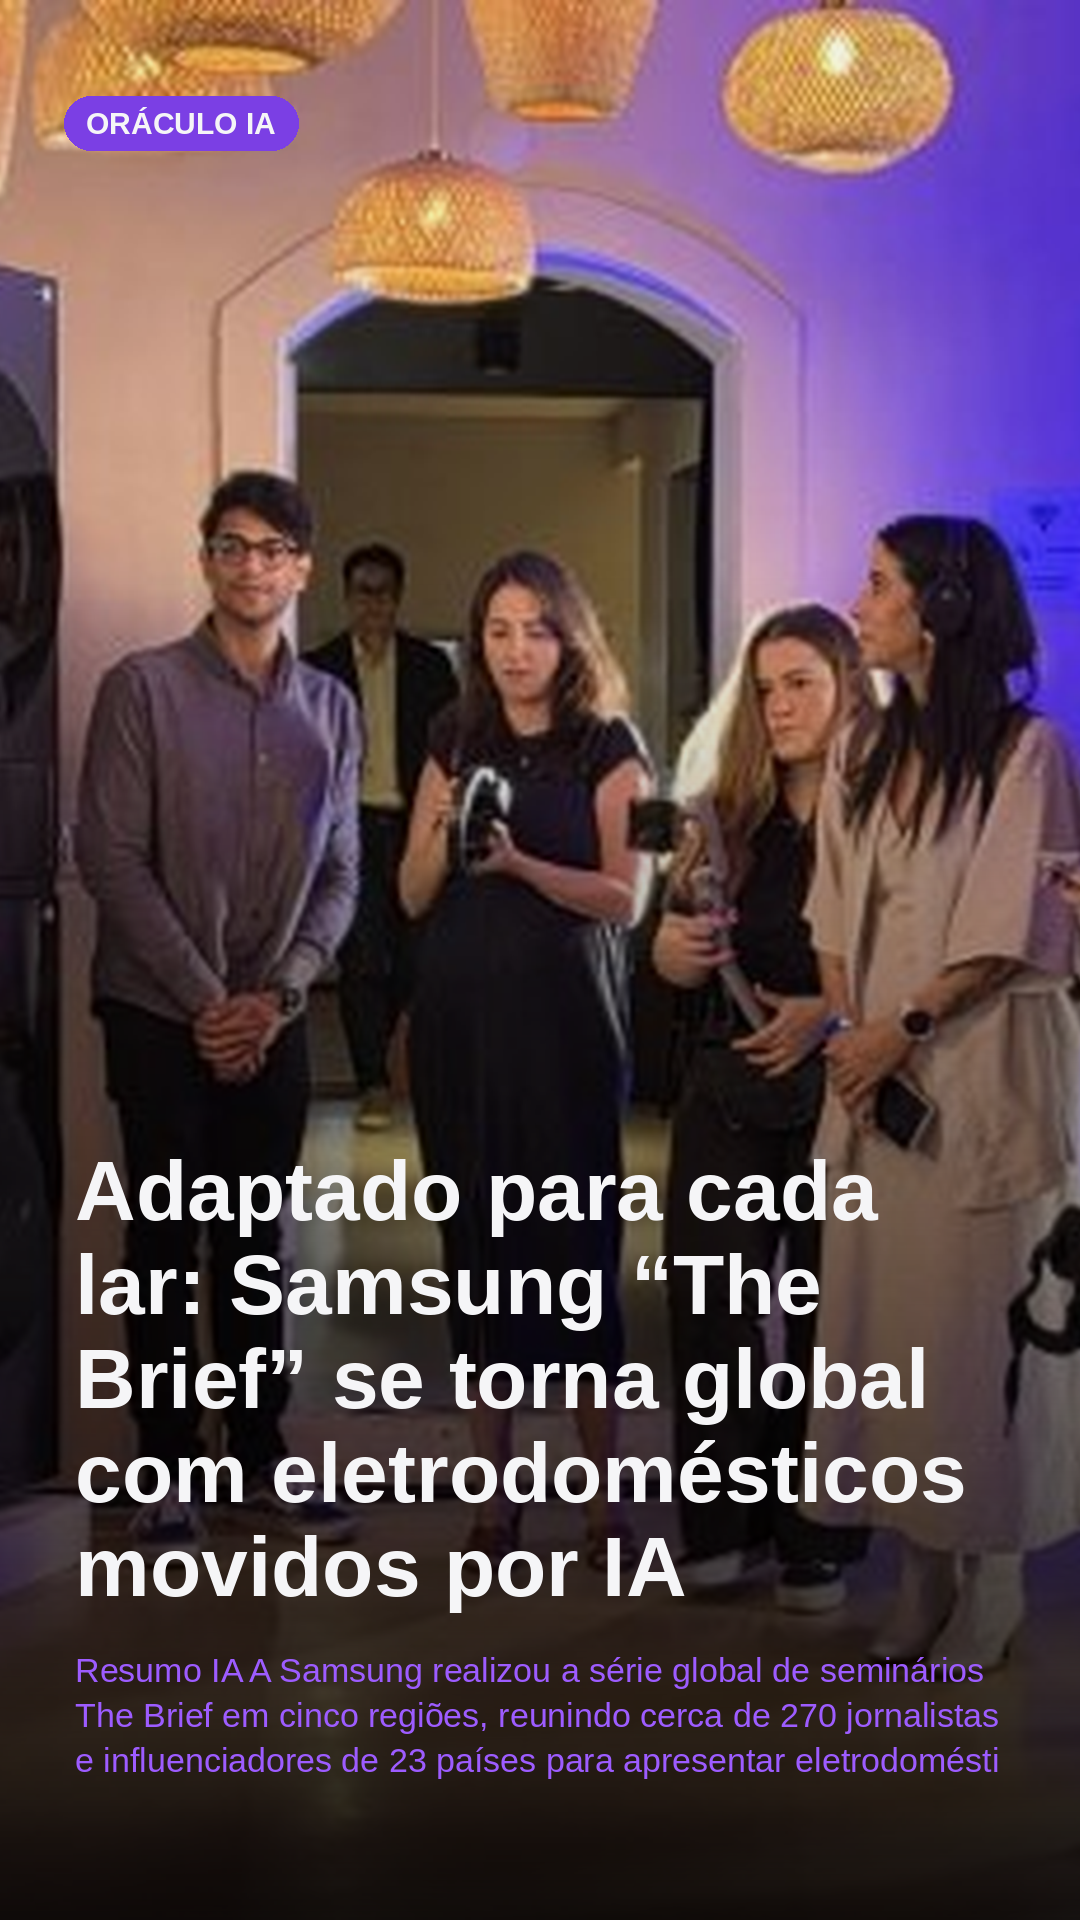 ORÁCULO IA
Adaptado para cada
lar: Samsung “The
Brief” se torna global
com eletrodomésticos
movidos por IA
Resumo IA A Samsung realizou a série global de seminários
The Brief em cinco regiões, reunindo cerca de 270 jornalistas
e influenciadores de 23 países para apresentar eletrodomésti